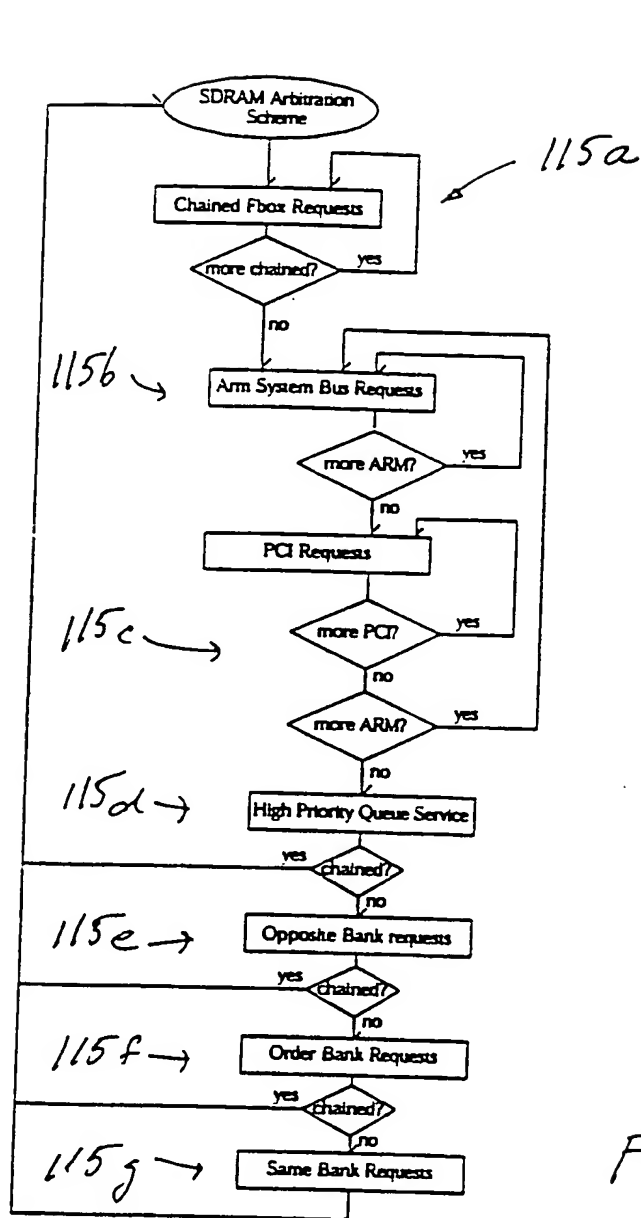 SDRAM Arbitration
Scheme
115a
Chained Fbox Requests
more chained?
yes
no
115b
Arm System Bus Requests
more ARM?
yes
no
PCI Requests
115c
more PCI?
yes
no
more ARM?
yes
no
115d
High Priority Queue Service
yes
chained?
no
115e
Opposite Bank requests
yes
chained?
no
115f
Order Bank Requests
yes
chained?
no
115g
Same Bank Requests
F